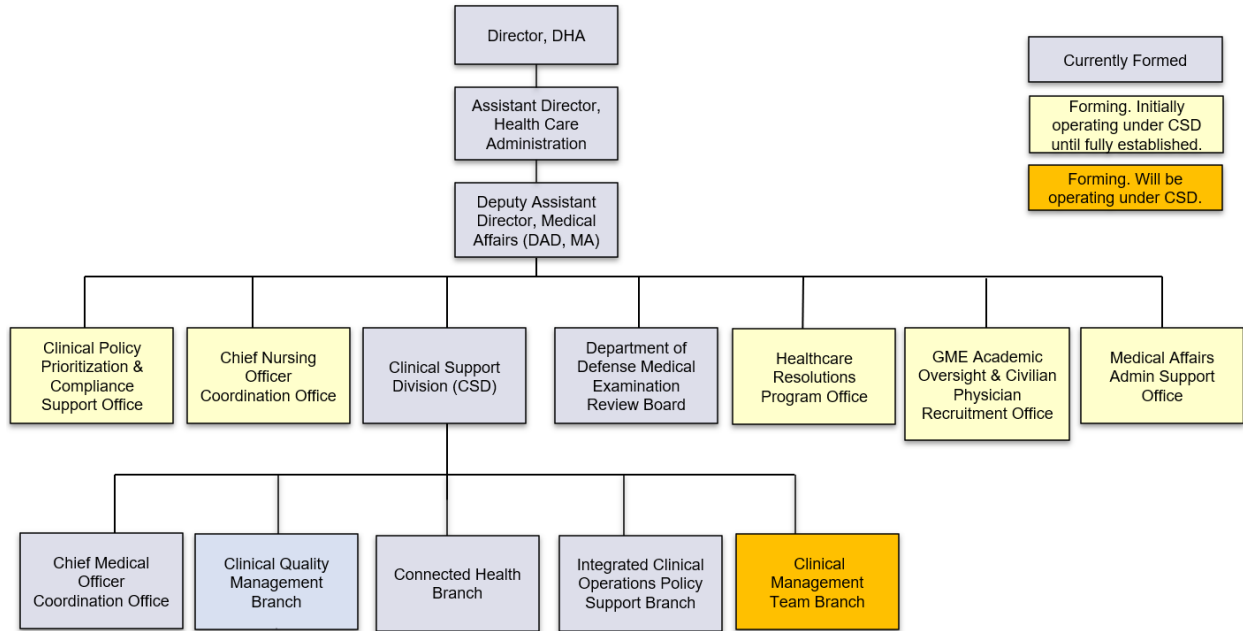 Director, DHA
Currently Formed
Assistant Director,
Health Care
Administration
Forming. Initially
operating under CSD
until fully established.
Forming. Will be
operating under CSD.
Deputy Assistant
Director, Medical
Affairs (DAD, MA)
Clinical Policy
Prioritization &
Compliance
Support Office
Chief Nursing
Officer
Coordination Office
Clinical Support
Division (CSD)
Department of
Defense Medical
Examination
Review Board
Healthcare
Resolutions
Program Office
GME Academic
Oversight & Civilian
Physician
Recruitment Office
Medical Affairs
Admin Support
Office
Chief Medical
Officer
Coordination Office
Clinical Quality
Management
Branch
Connected Health
Branch
Integrated Clinical
Operations Policy
Support Branch
Clinical
Management
Team Branch